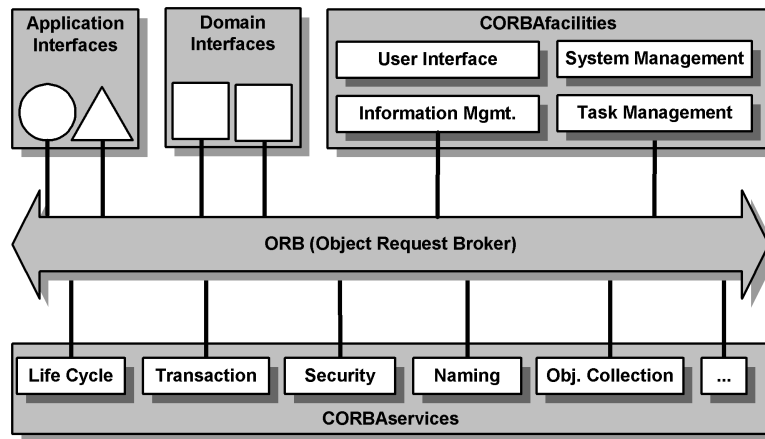 Application
Interfaces
Domain
Interfaces
CORBAfacilities
User Interface
System Management
Information Mgmt.
Task Management
ORB (Object Request Broker)
Life Cycle
Transaction
Security
Naming
Obj. Collection
...
CORBAservices